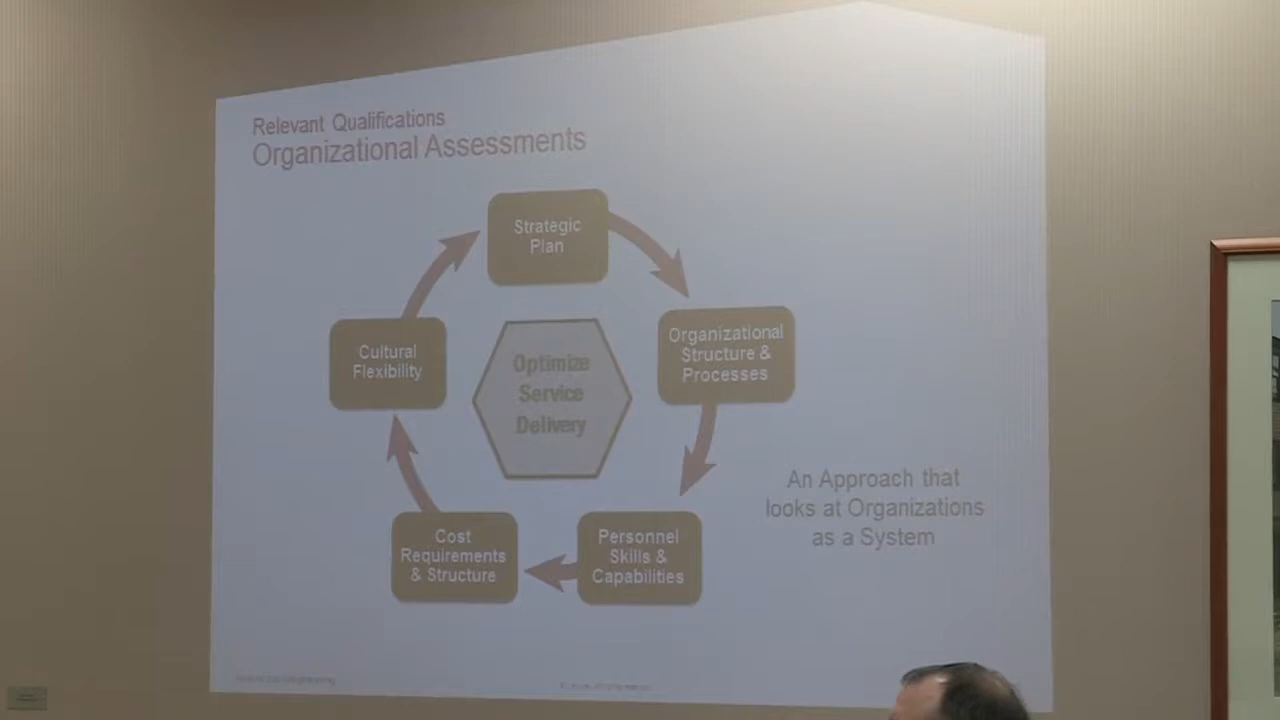 Relevant Qualifications
Organizational Assessments
Strategic
Plan
Organizational
Structure &
Processes
Cultural
Flexibility
Optimize
Service
Delivery
An Approach that
looks at Organizations
as a System
Cost
Requirements
& Structure
Personnel
Skills &
Capabilities